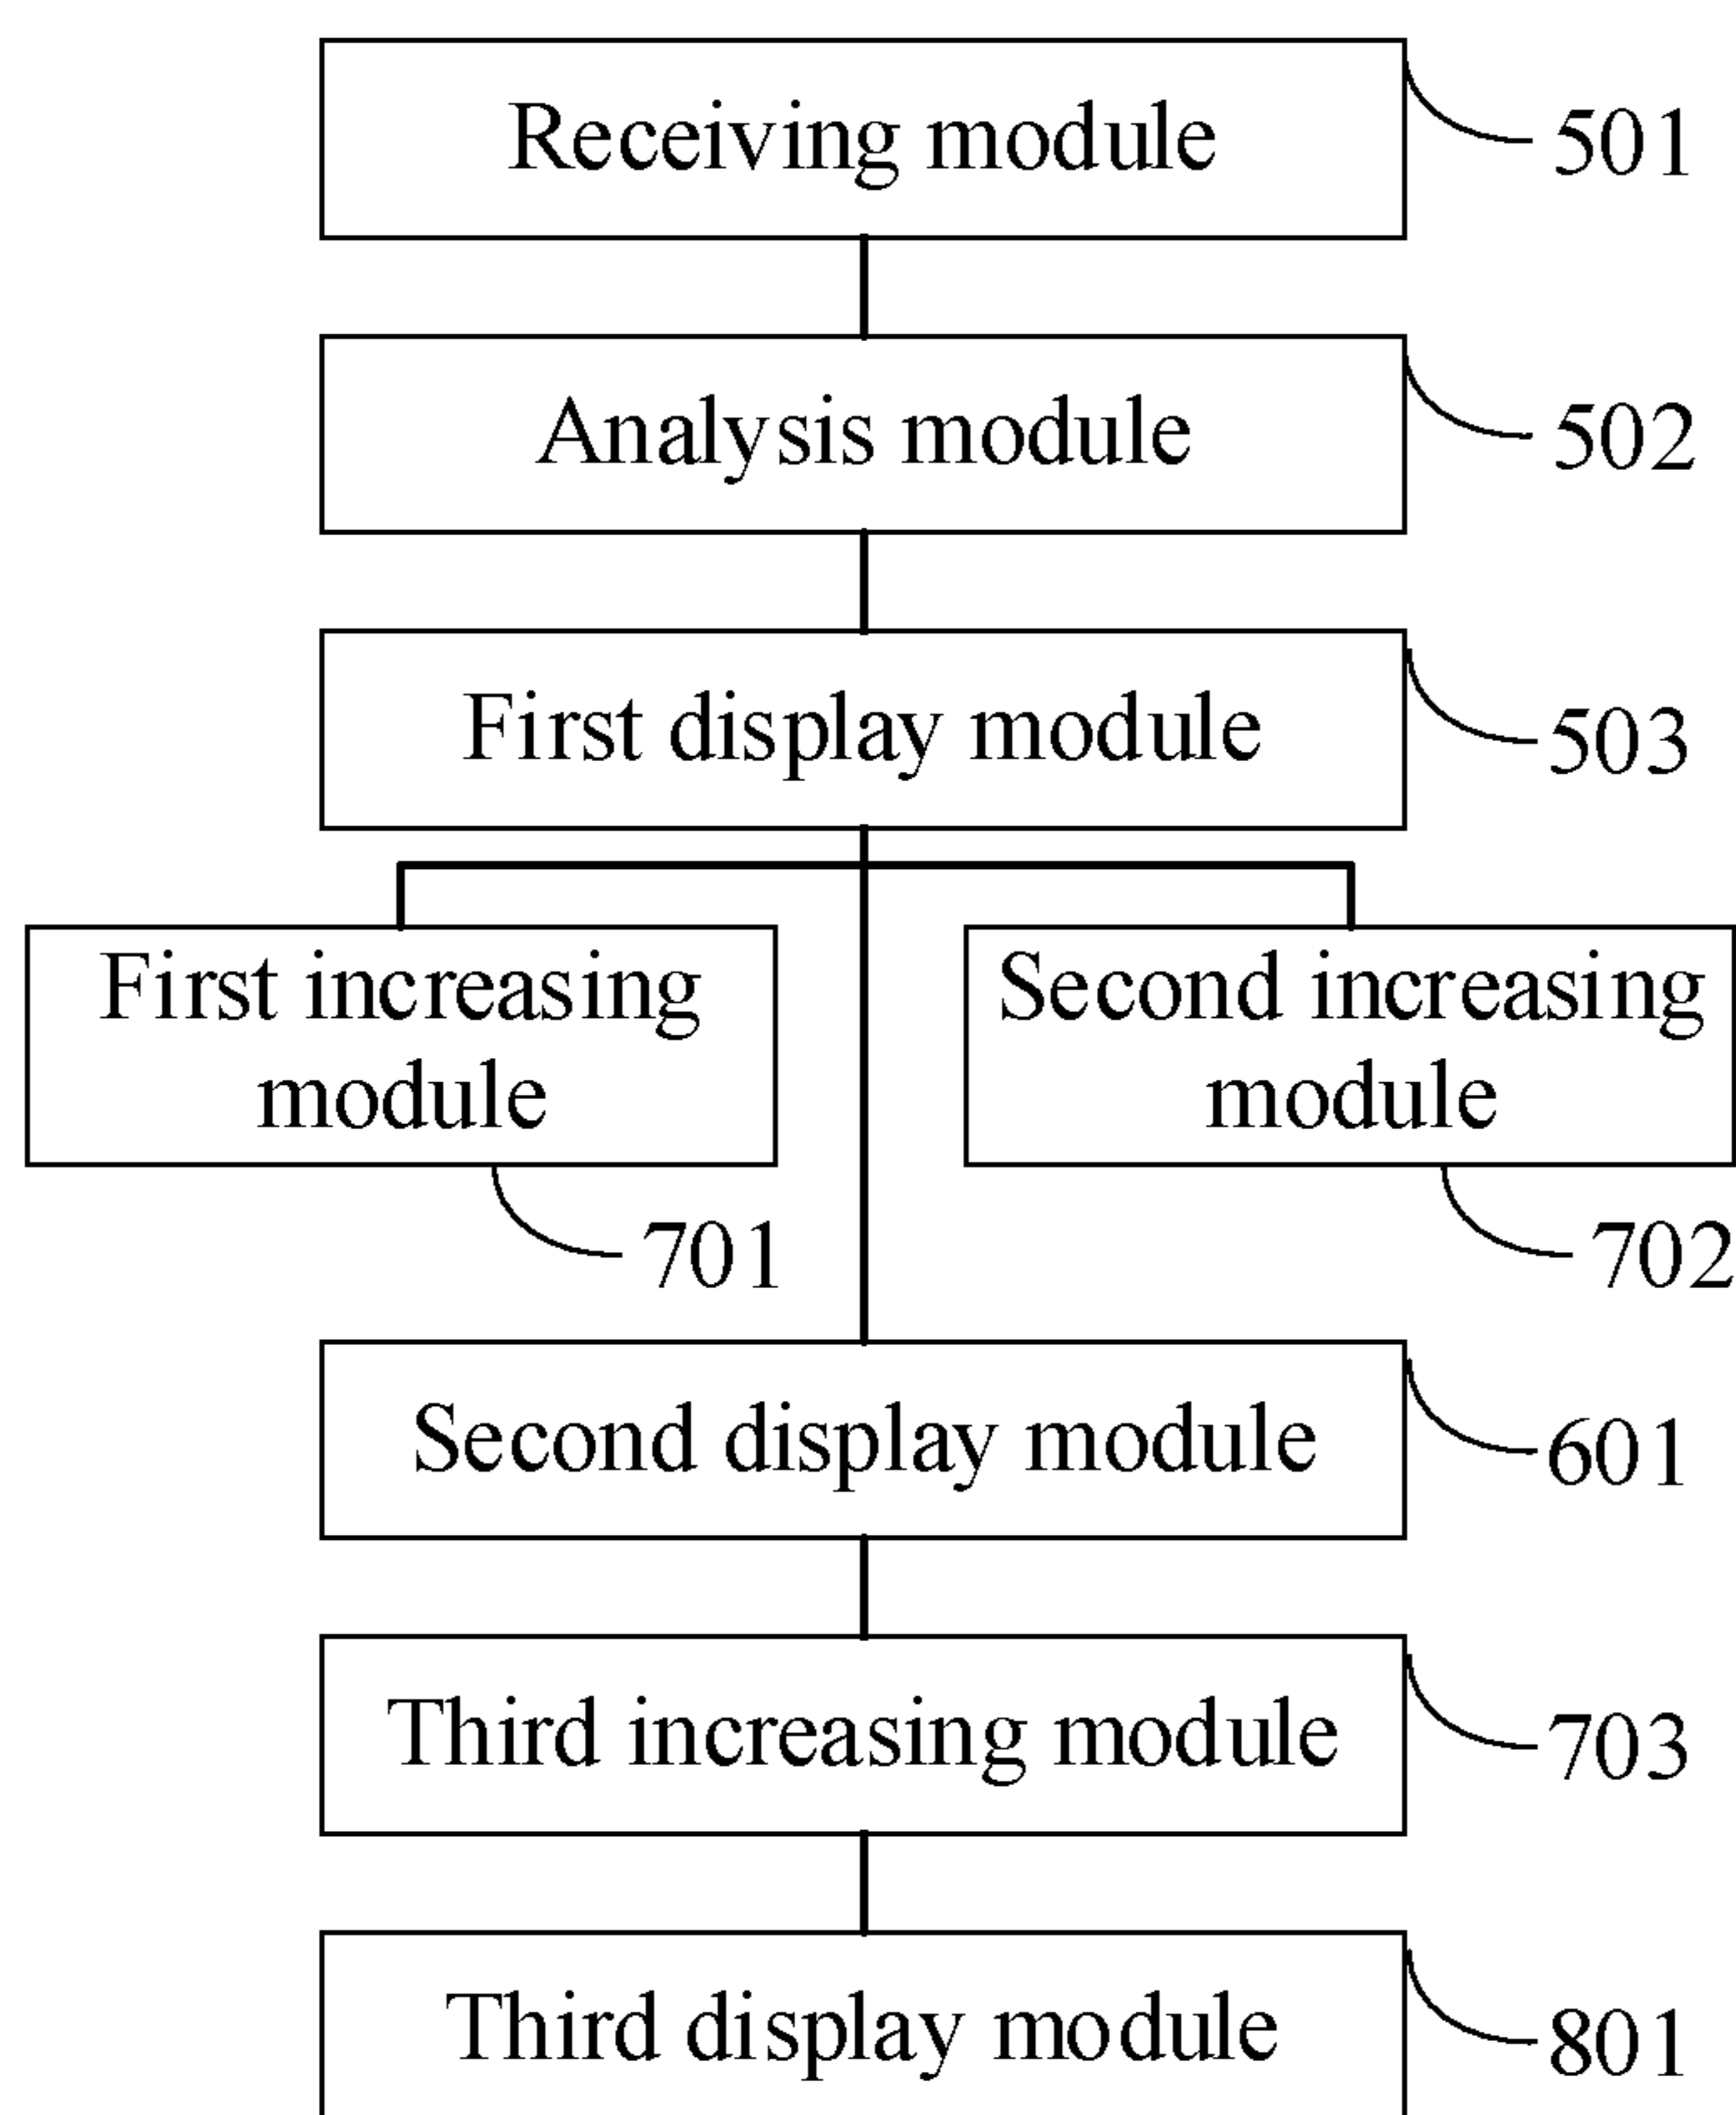 Receiving module
501
Analysis module
502
First display module
503
First increasing
module
701
Second increasing
module
702
Second display module
601
Third increasing module
703
Third display module
801